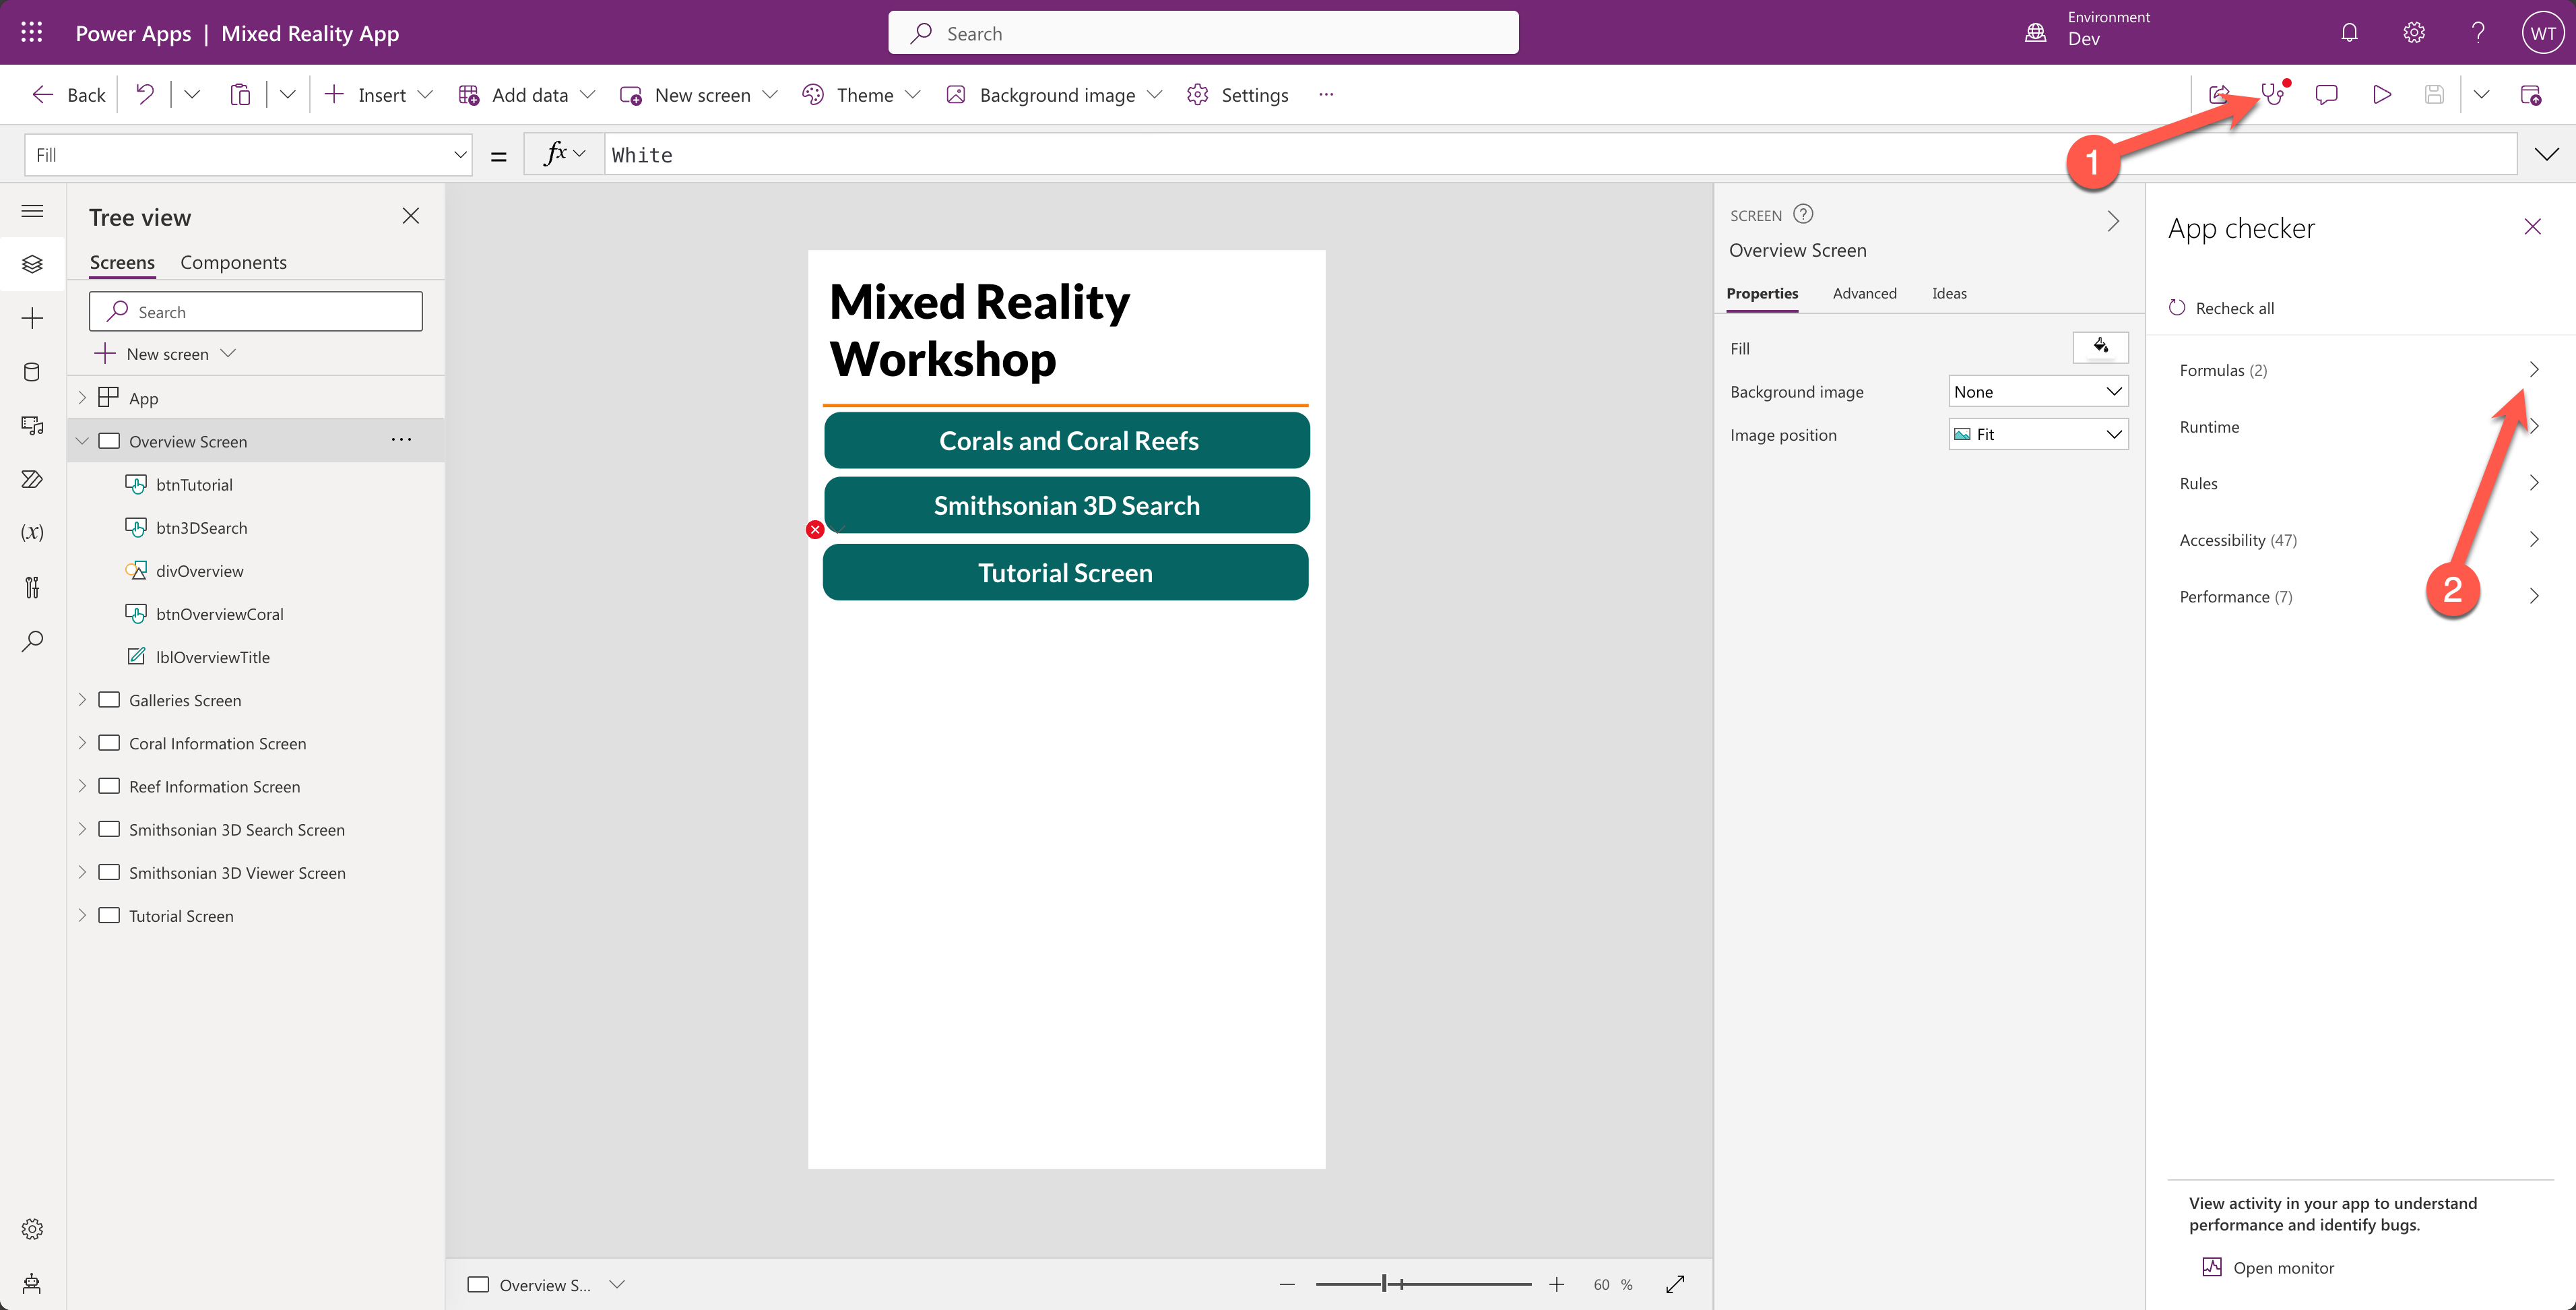 Power Apps | Mixed Reality App
Search
Environment
Dev
WT
Back
Insert
Add data
New screen
Theme
Background image
Settings
Fill
=
fx
White
1
Tree view
Screens
Components
Search
New screen
App
Overview Screen
btnTutorial
btn3DSearch
divOverview
btnOverviewCoral
lblOverviewTitle
Galleries Screen
Coral Information Screen
Reef Information Screen
Smithsonian 3D Search Screen
Smithsonian 3D Viewer Screen
Tutorial Screen
(x)
Mixed Reality
Workshop
Corals and Coral Reefs
Smithsonian 3D Search
Tutorial Screen
Overview S...
60 %
SCREEN
Overview Screen
Properties
Advanced
Ideas
Fill
Background image
None
Image position
Fit
App checker
Recheck all
Formulas (2)
Runtime
Rules
Accessibility (47)
Performance (7)
2
View activity in your app to understand
performance and identify bugs.
Open monitor